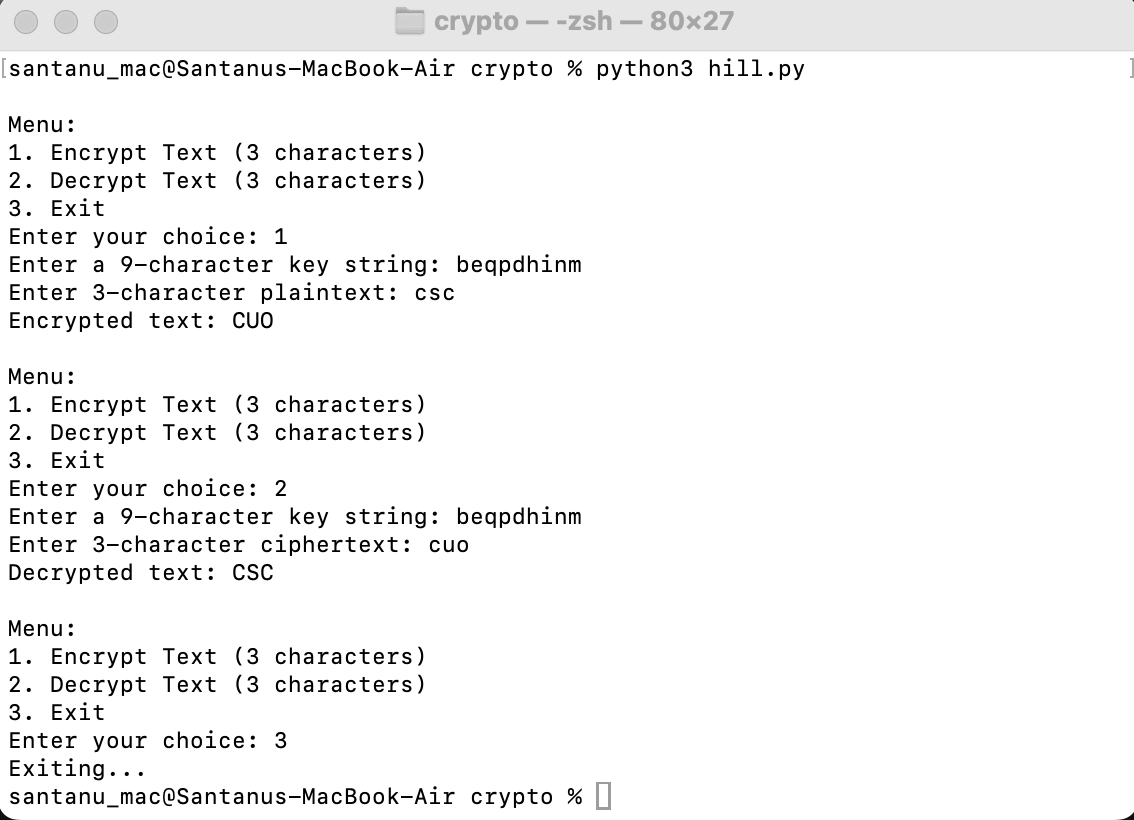 crypto — -zsh — 80×27
santanu_mac@Santanus-MacBook-Air crypto % python3 hill.py
Menu:
1. Encrypt Text (3 characters)
2. Decrypt Text (3 characters)
3. Exit
Enter your choice: 1
Enter a 9-character key string: beqpdhinm
Enter 3-character plaintext: csc
Encrypted text: CUO
Menu:
1. Encrypt Text (3 characters)
2. Decrypt Text (3 characters)
3. Exit
Enter your choice: 2
Enter a 9-character key string: beqpdhinm
Enter 3-character ciphertext: cuo
Decrypted text: CSC
Menu:
1. Encrypt Text (3 characters)
2. Decrypt Text (3 characters)
3. Exit
Enter your choice: 3
Exiting...
santanu_mac@Santanus-MacBook-Air crypto %